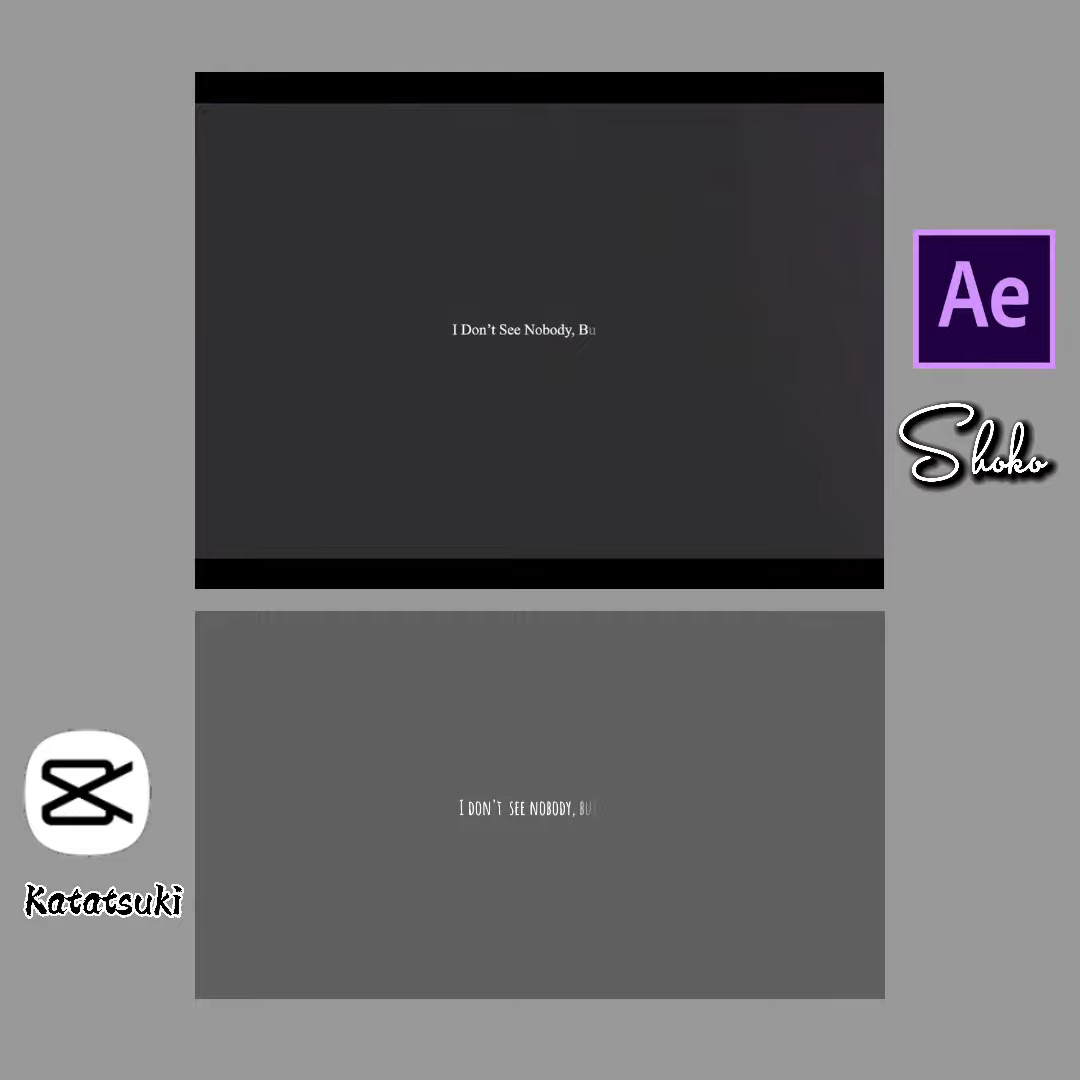 I Don’t See Nobody, Bu
Ae
Shoko
I DON'T SEE NOBODY, BU
Katatsuki